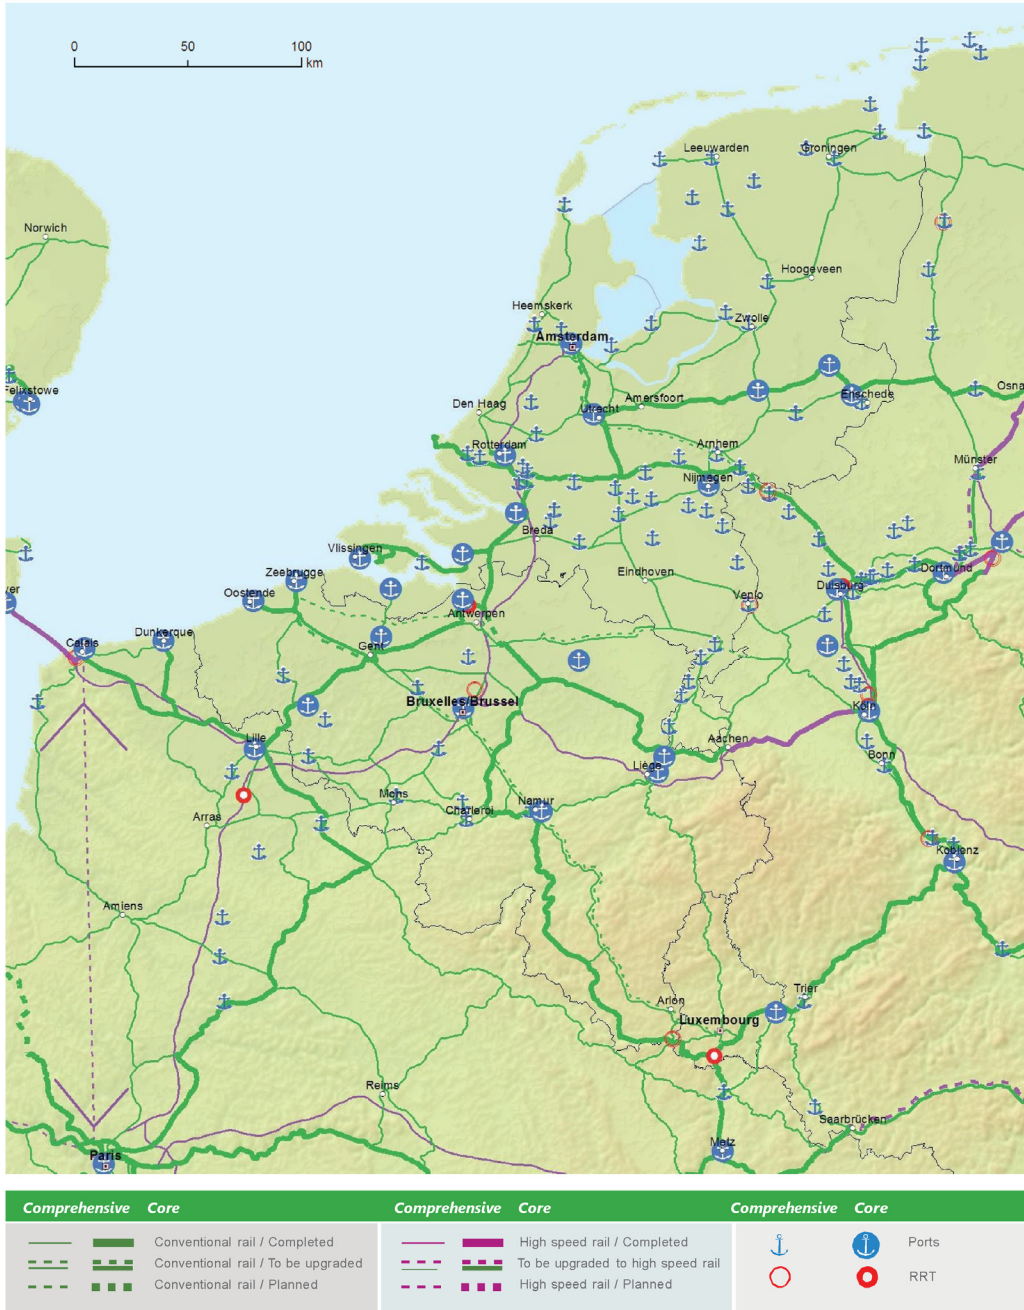 0 50 100
km
Leeuwarden
Groningen
Norwich
Hoogeveen
Heemskerk
Zwolle
Amsterdam
Felixstowe
Enschede
Osna
Amersfoort
Den Haag
Utrecht
Rotterdam
Arnhem
Münster
Nijmegen
Breda
Vlissingen
Zeebrugge
Eindhoven
Dortmund
Duisburg
Oostende
ver
Venlo
Antwerpen
Dunkerque
Calais
Gent
Bruxelles/Brussel
Köln
Lille
Aachen
Bonn
Liège
Mons
Namur
Charleroi
Arras
Koblenz
Amiens
Trier
Arlon
Luxembourg
Reims
Saarbrücken
Metz
Paris
Comprehensive Core
Conventional rail / Completed
Conventional rail / To be upgraded
Conventional rail / Planned
Comprehensive Core
High speed rail / Completed
To be upgraded to high speed rail
High speed rail / Planned
Comprehensive Core
Ports
RRT